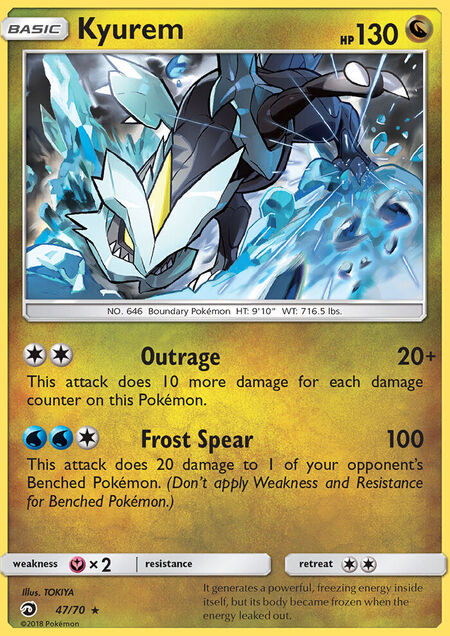 BASIC Kyurem HP 130
NO. 646 Boundary Pokémon HT: 9'10" WT: 716.5 lbs.
Outrage 20+
This attack does 10 more damage for each damage
counter on this Pokémon.
Frost Spear 100
This attack does 20 damage to 1 of your opponent's
Benched Pokémon. (Don't apply Weakness and Resistance
for Benched Pokémon.)
weakness × 2 resistance retreat
Illus. TOKIYA
47/70 ★
©2018 Pokémon
It generates a powerful, freezing energy inside
itself, but its body became frozen when the
energy leaked out.